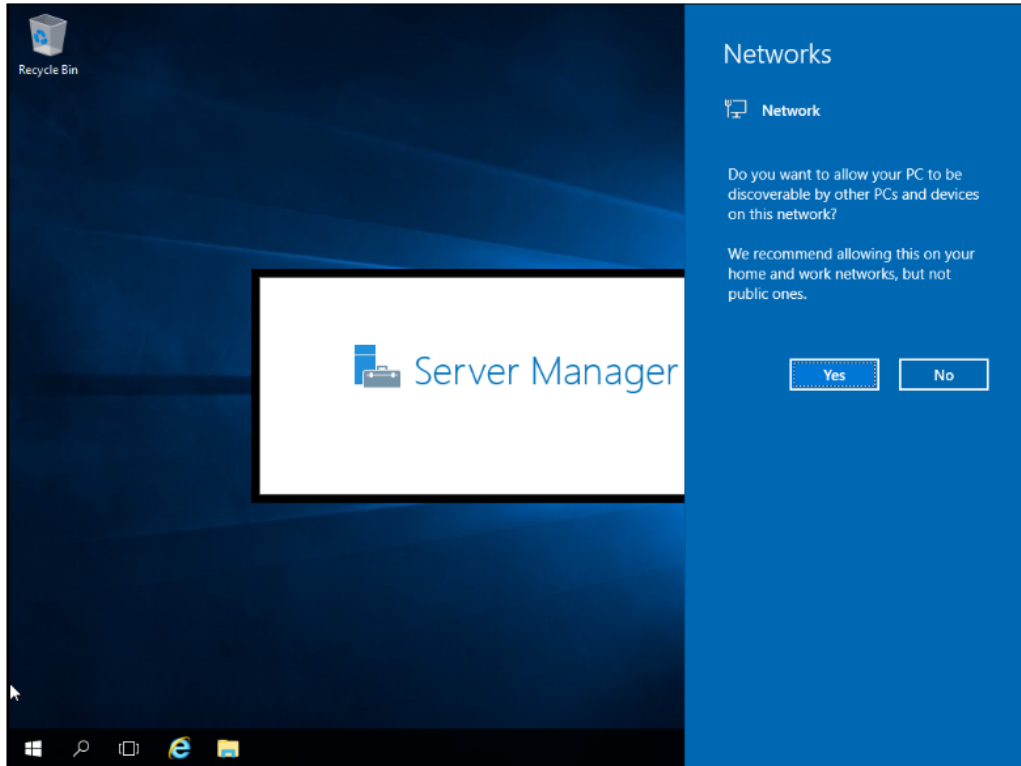 Recycle Bin
Networks
Network
Do you want to allow your PC to be
discoverable by other PCs and devices
on this network?
We recommend allowing this on your
home and work networks, but not
public ones.
Server Manager
Yes
No